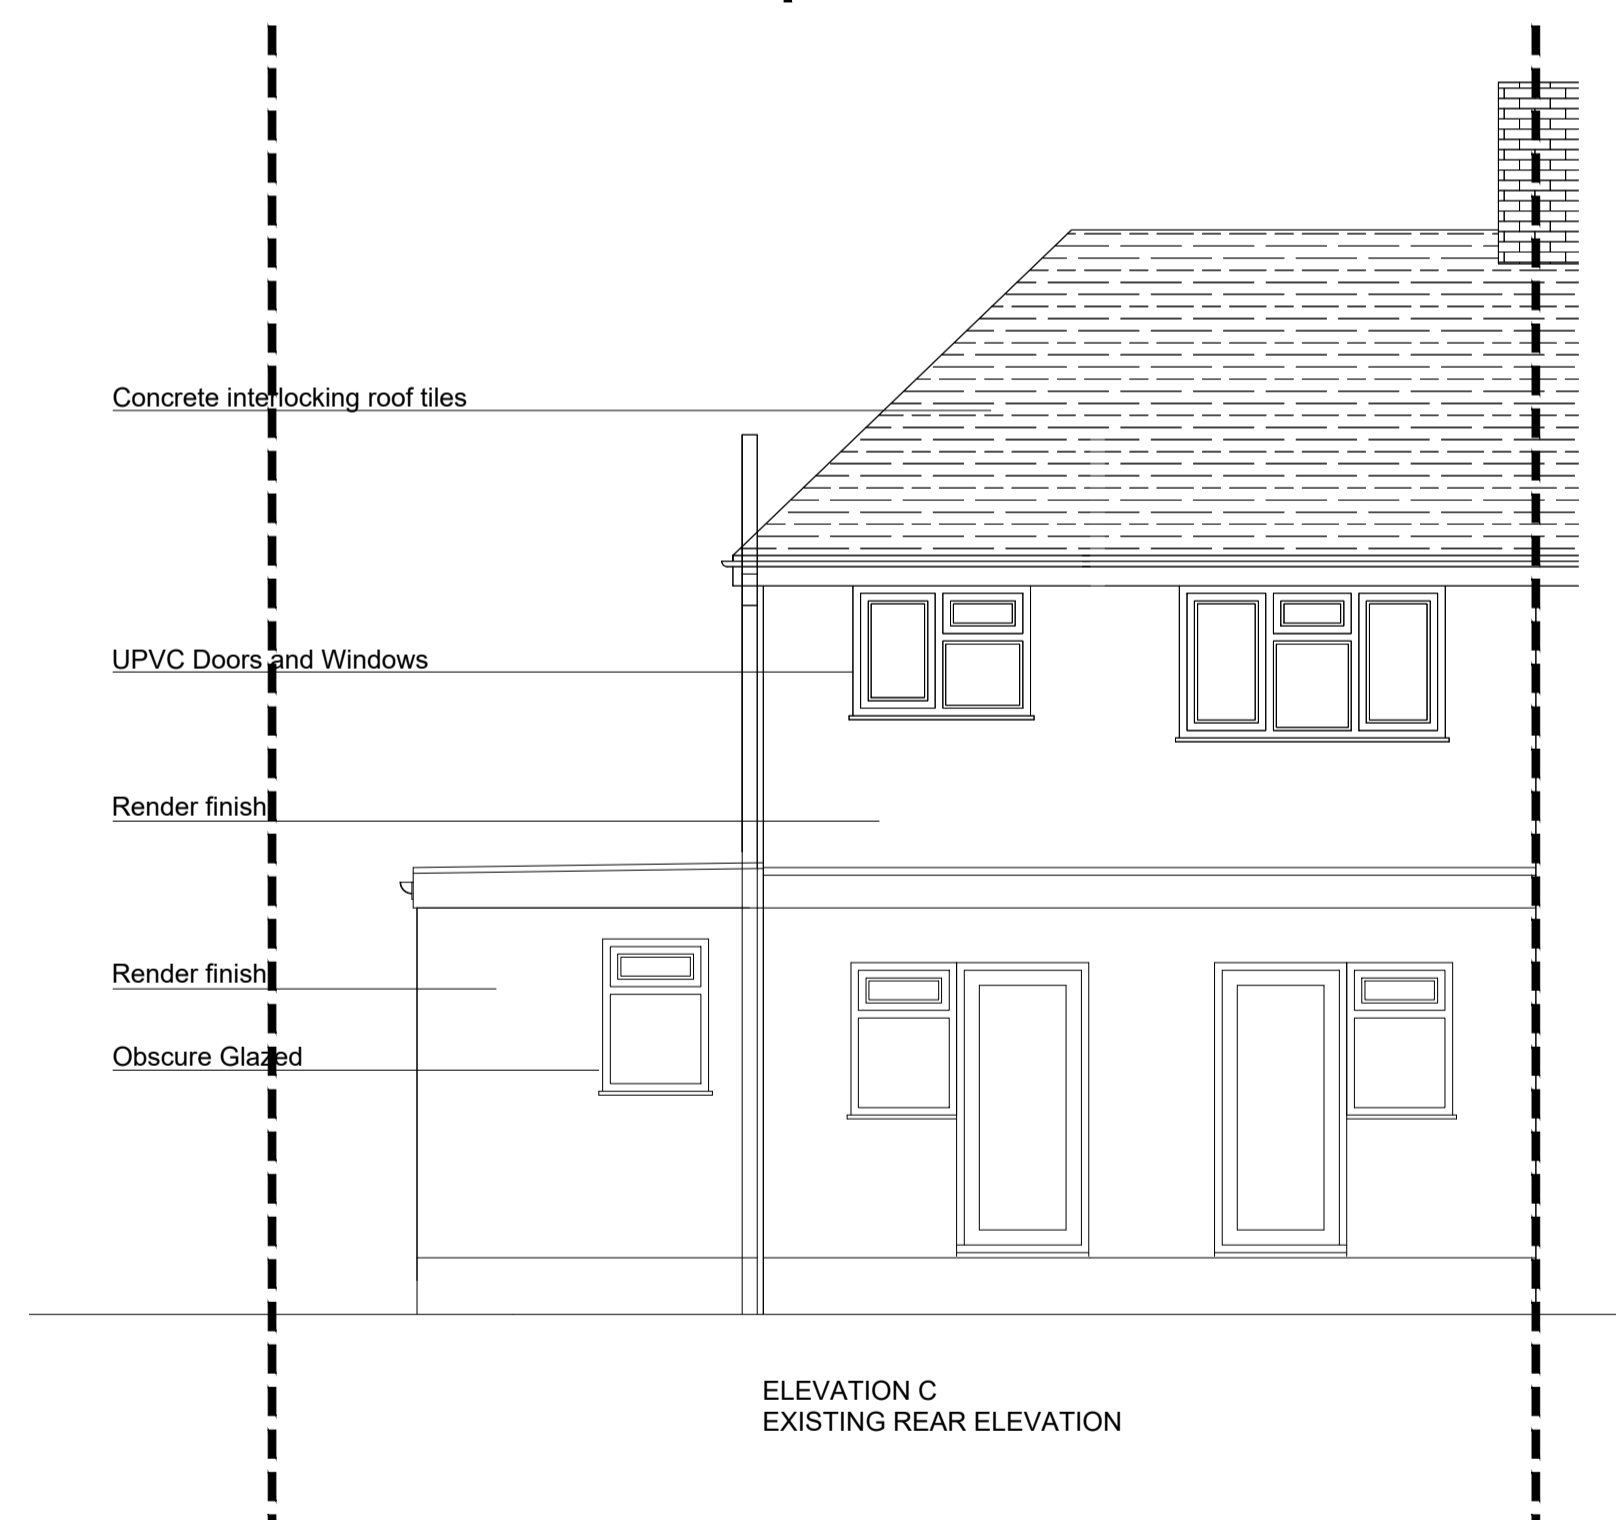 Concrete interlocking roof tiles
UPVC Doors and Windows
Render finish
Render finish
Obscure Glazed
ELEVATION C
EXISTING REAR ELEVATION